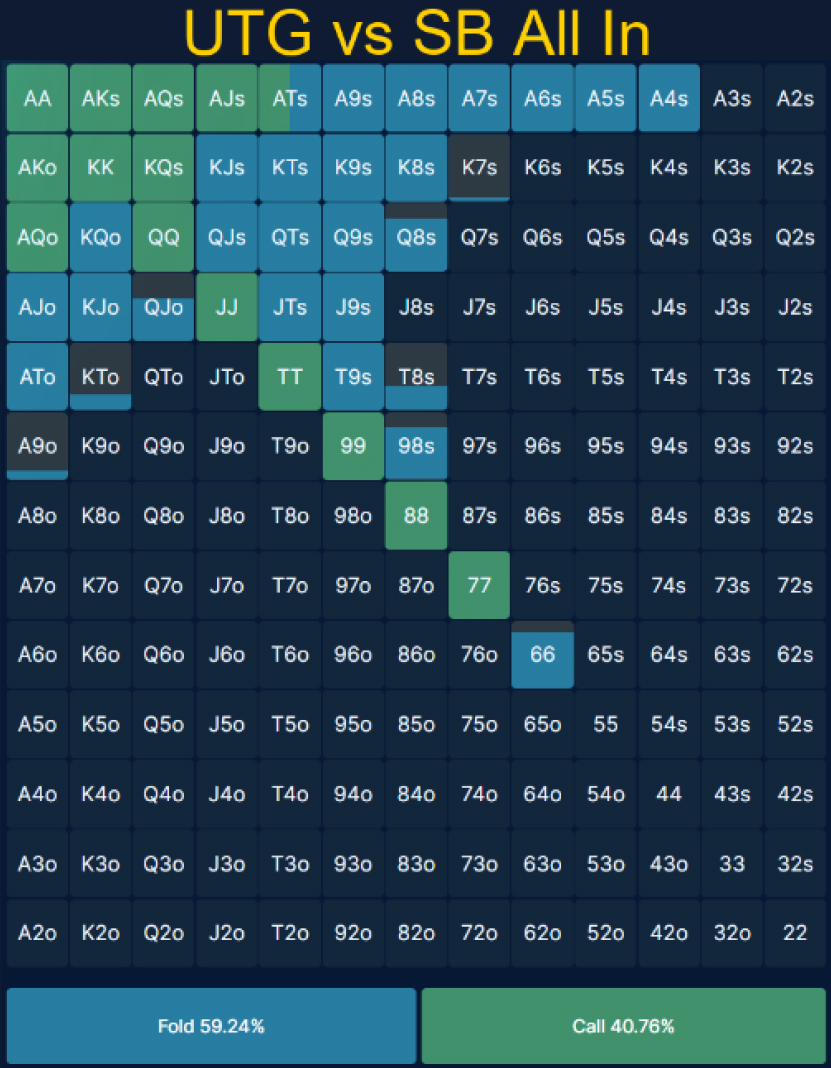 UTG vs SB All In
AA AKs AQs AJs ATs A9s A8s A7s A6s A5s A4s A3s A2s
AKo KK KQs KJs KTs K9s K8s K7s K6s K5s K4s K3s K2s
AQo KQo QQ QJs QTs Q9s Q8s Q7s Q6s Q5s Q4s Q3s Q2s
AJo KJo QJo JJ JTs J9s J8s J7s J6s J5s J4s J3s J2s
ATo KTo QTo JTo TT T9s T8s T7s T6s T5s T4s T3s T2s
A9o K9o Q9o J9o T9o 99 98s 97s 96s 95s 94s 93s 92s
A8o K8o Q8o J8o T8o 98o 88 87s 86s 85s 84s 83s 82s
A7o K7o Q7o J7o T7o 97o 87o 77 76s 75s 74s 73s 72s
A6o K6o Q6o J6o T6o 96o 86o 76o 66 65s 64s 63s 62s
A5o K5o Q5o J5o T5o 95o 85o 75o 65o 55 54s 53s 52s
A4o K4o Q4o J4o T4o 94o 84o 74o 64o 54o 44 43s 42s
A3o K3o Q3o J3o T3o 93o 83o 73o 63o 53o 43o 33 32s
A2o K2o Q2o J2o T2o 92o 82o 72o 62o 52o 42o 32o 22
Fold 59.24% Call 40.76%